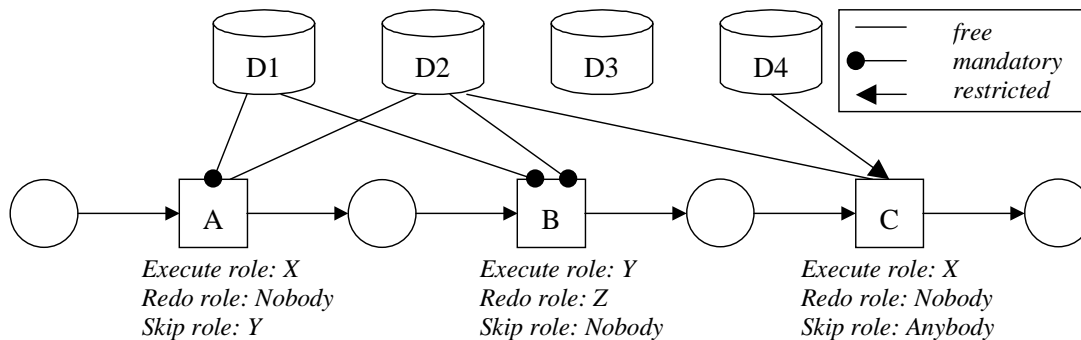 D1
D2
D3
D4
free
mandatory
restricted
A
B
C
Execute role: X
Redo role: Nobody
Skip role: Y
Execute role: Y
Redo role: Z
Skip role: Nobody
Execute role: X
Redo role: Nobody
Skip role: Anybody